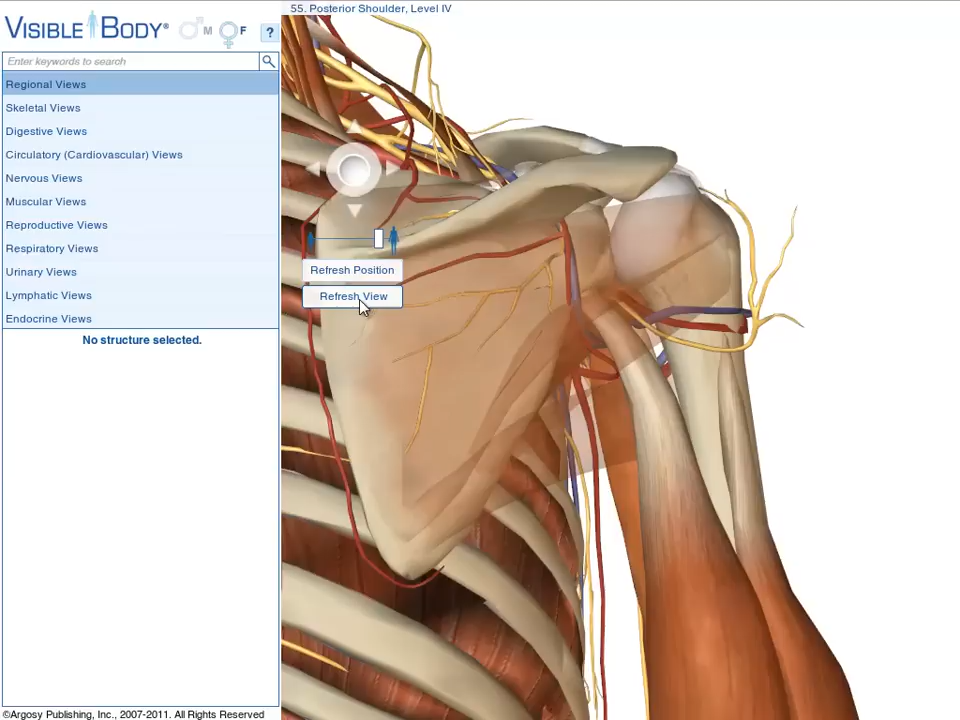 55. Posterior Shoulder, Level IV
VISIBLE BODY®
M
F
?
Enter keywords to search
Regional Views
Skeletal Views
Digestive Views
Circulatory (Cardiovascular) Views
Nervous Views
Muscular Views
Reproductive Views
Respiratory Views
Urinary Views
Lymphatic Views
Endocrine Views
No structure selected.
Refresh Position
Refresh View
©Argosy Publishing, Inc., 2007-2011. All Rights Reserved